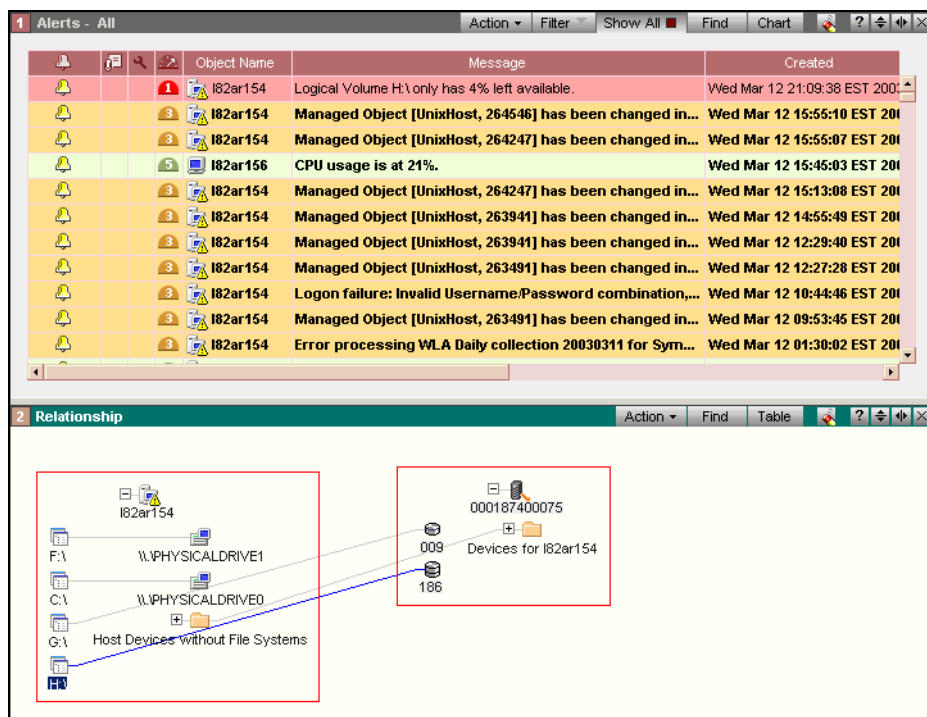 1 Alerts - All Action Filter Show All Find Chart ?
Object Name Message Created
1 l82ar154 Logical Volume H:\ only has 4% left available. Wed Mar 12 21:09:38 EST 2003
3 l82ar154 Managed Object [UnixHost, 264546] has been changed in... Wed Mar 12 15:55:10 EST 200
3 l82ar154 Managed Object [UnixHost, 264247] has been changed in... Wed Mar 12 15:55:07 EST 200
5 l82ar156 CPU usage is at 21%. Wed Mar 12 15:45:03 EST 200
3 l82ar154 Managed Object [UnixHost, 264247] has been changed in... Wed Mar 12 15:13:08 EST 200
3 l82ar154 Managed Object [UnixHost, 263941] has been changed in... Wed Mar 12 14:55:49 EST 200
3 l82ar154 Managed Object [UnixHost, 263941] has been changed in... Wed Mar 12 12:29:40 EST 200
3 l82ar154 Managed Object [UnixHost, 263491] has been changed in... Wed Mar 12 12:27:28 EST 200
3 l82ar154 Logon failure: Invalid Username/Password combination,... Wed Mar 12 10:44:46 EST 200
3 l82ar154 Managed Object [UnixHost, 263491] has been changed in... Wed Mar 12 09:53:45 EST 200
3 l82ar154 Error processing WLA Daily collection 20030311 for Sym... Wed Mar 12 01:30:02 EST 200
2 Relationship Action Find Table ?
l82ar154
F:\ \\.\PHYSICALDRIVE1
C:\ \\.\PHYSICALDRIVE0
G:\ Host Devices without File Systems
H:\
000187400075
009 Devices for l82ar154
186